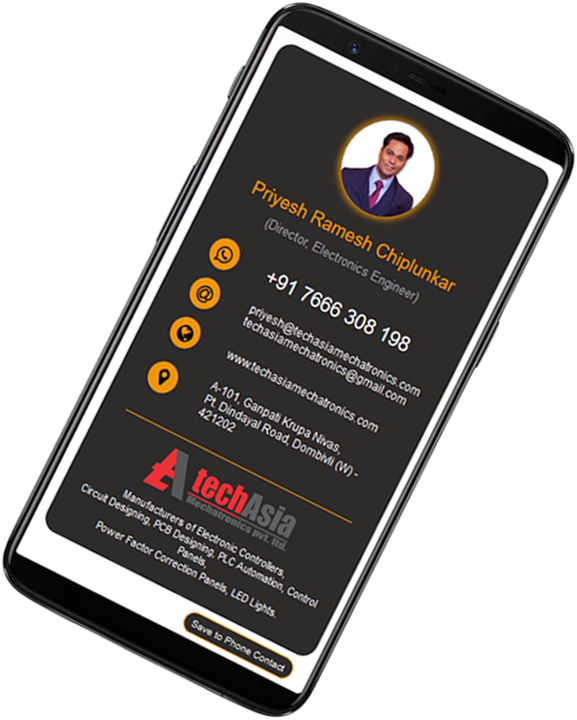 Priyesh Ramesh Chiplunkar
(Director, Electronics Engineer)
+91 7666 308 198
priyesh@techasiamechatronics.com
techasiamechatronics@gmail.com
www.techasiamechatronics.com
A-101, Ganpati Krupa Nivas,
Pt. Dindayal Road, Dombivli (W) -
421202
techAsia
Mechatronics pvt. ltd.
Manufacturers of Electronic Controllers,
Circuit Designing, PCB Designing, PLC Automation, Control
Panels,
Power Factor Correction Panels, LED Lights.
Save to Phone Contact